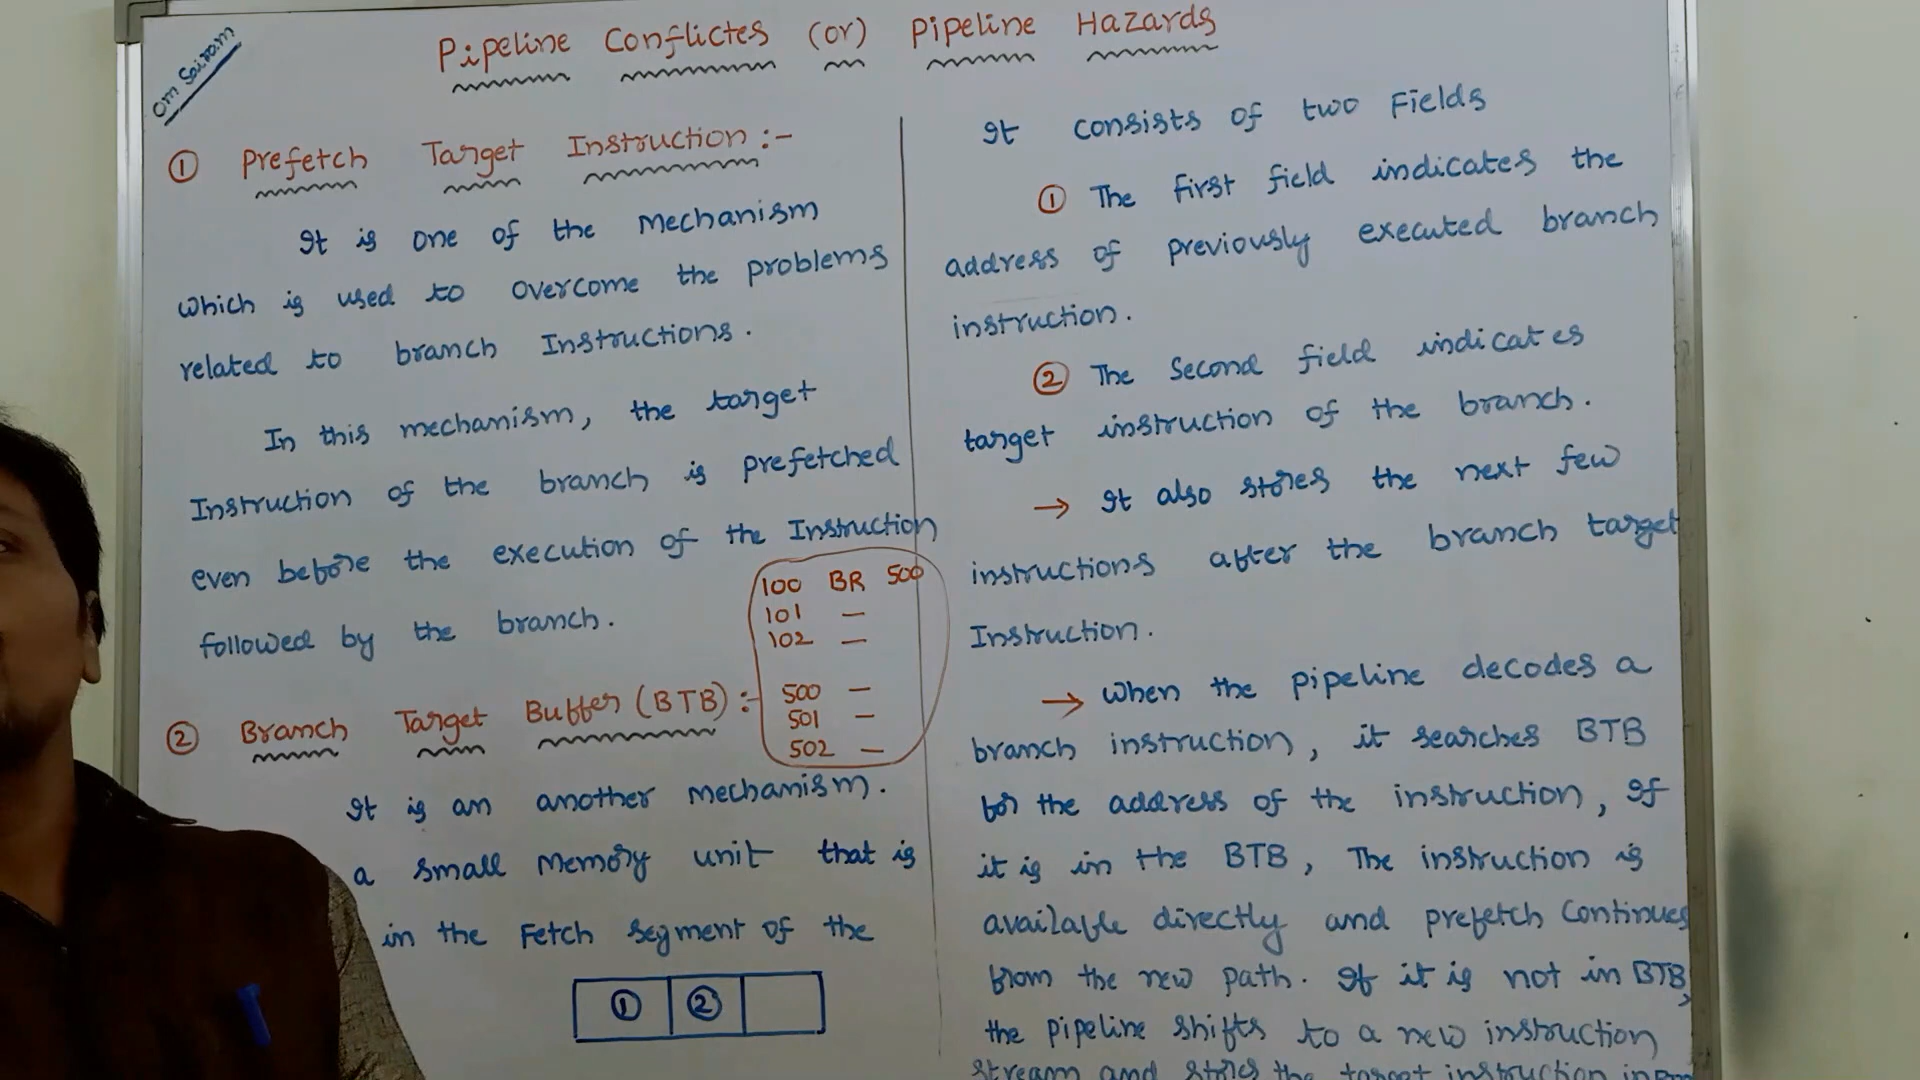 Om Sairam
Pipeline Conflictes (or) Pipeline Hazards
① Prefetch Target Instruction :-
It is one of the mechanism
which is used to overcome the problems
related to branch Instructions.
In this mechanism, the target
Instruction of the branch is prefetched
even before the execution of the Instruction
followed by the branch.
100 BR 500
101 —
102 —
500 —
501 —
502 —
② Branch Target Buffer (BTB) :-
It is an another mechanism.
a small memory unit that is
in the Fetch segment of the
① ②
It consists of two Fields
① The first field indicates the
address of previously executed branch
instruction.
② The Second field indicates
target instruction of the branch.
→ It also stores the next few
instructions after the branch target
Instruction.
→ When the pipeline decodes a
branch instruction, it searches BTB
for the address of the instruction, If
it is in the BTB, The instruction is
available directly and prefetch continues
from the new path. If it is not in BTB,
the pipeline shifts to a new instruction
stream and stores the target instruction in